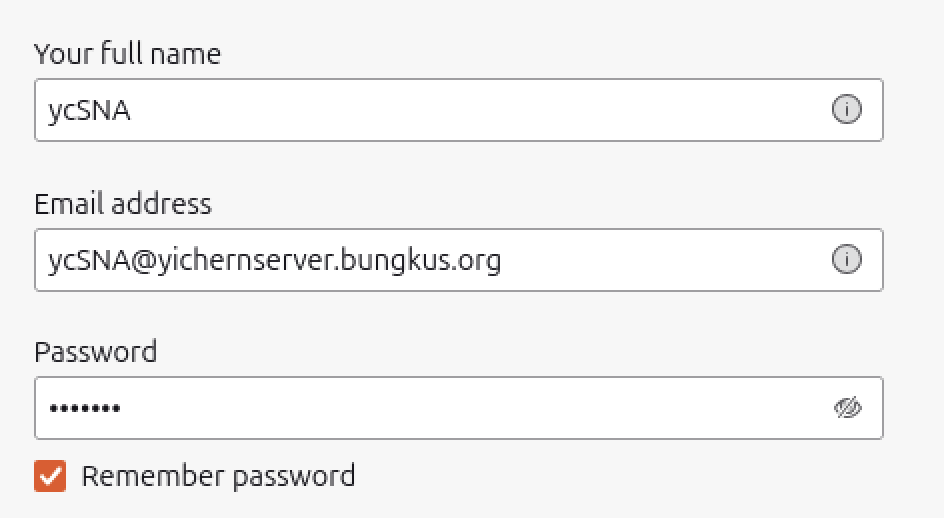 Your full name
ycSNA
Email address
ycSNA@yichernserver.bungkus.org
Password
•••••••
Remember password